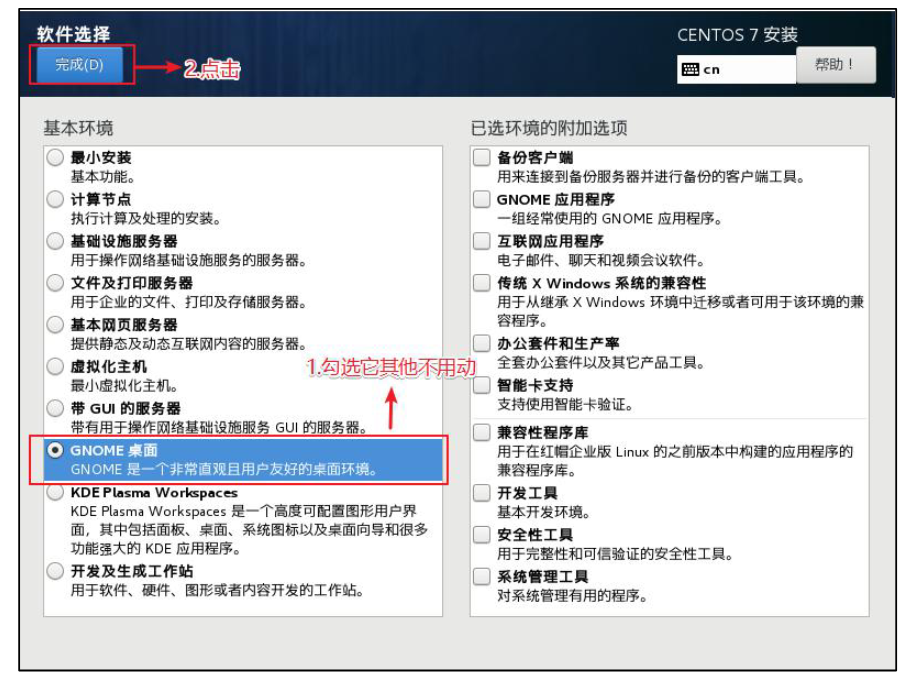 软件选择
CENTOS 7 安装
完成(D)
2.点击
cn
帮助！
基本环境
最小安装
基本功能。
计算节点
执行计算及处理的安装。
基础设施服务器
用于操作网络基础设施服务的服务器。
文件及打印服务器
用于企业的文件、打印及存储服务器。
基本网页服务器
提供静态及动态互联网内容的服务器。
虚拟化主机
最小虚拟化主机。
1.勾选它其他不用动
带 GUI 的服务器
带有用于操作网络基础设施服务 GUI 的服务器。
GNOME 桌面
GNOME 是一个非常直观且用户友好的桌面环境。
KDE Plasma Workspaces
KDE Plasma Workspaces 是一个高度可配置图形用户界
面，其中包括面板、桌面、系统图标以及桌面向导和很多
功能强大的 KDE 应用程序。
开发及生成工作站
用于软件、硬件、图形或者内容开发的工作站。
已选环境的附加选项
备份客户端
用来连接到备份服务器并进行备份的客户端工具。
GNOME 应用程序
一组经常使用的 GNOME 应用程序。
互联网应用程序
电子邮件、聊天和视频会议软件。
传统 X Windows 系统的兼容性
用于从继承 X Windows 环境中迁移或者可用于该环境的兼
容程序。
办公套件和生产率
全套办公套件以及其它产品工具。
智能卡支持
支持使用智能卡验证。
兼容性程序库
用于在红帽企业版 Linux 的之前版本中构建的应用程序的
兼容程序库。
开发工具
基本开发环境。
安全性工具
用于完整性和可信验证的安全性工具。
系统管理工具
对系统管理有用的程序。